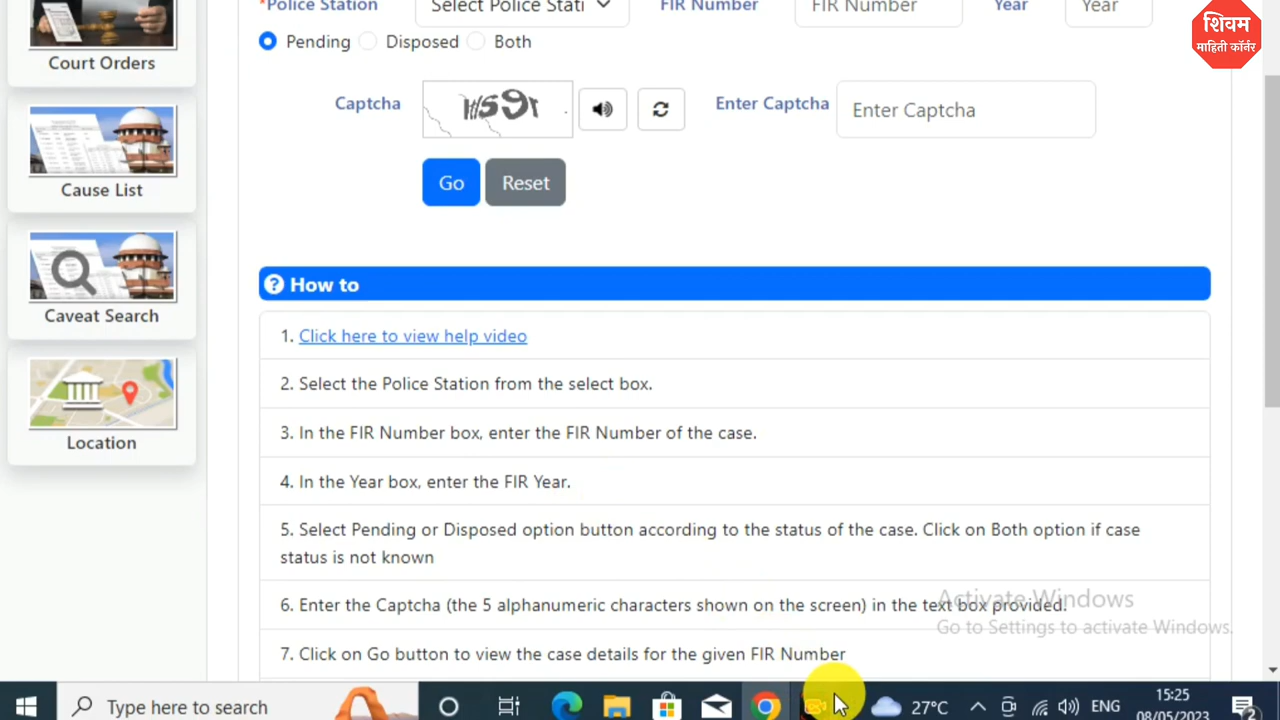 *Police Station Select Police Stati FIR Number FIR Number Year Year
शिवम
माहिती कॉर्नर
Pending Disposed Both
Court Orders
Captcha Enter Captcha Enter Captcha
Cause List
Go Reset
How to
Caveat Search
1. Click here to view help video
2. Select the Police Station from the select box.
3. In the FIR Number box, enter the FIR Number of the case.
Location
4. In the Year box, enter the FIR Year.
5. Select Pending or Disposed option button according to the status of the case. Click on Both option if case
status is not known
6. Enter the Captcha (the 5 alphanumeric characters shown on the screen) in the text box provided.
Activate Windows
Go to Settings to activate Windows.
7. Click on Go button to view the case details for the given FIR Number
Type here to search 27°C ENG 15:25
08/05/2023 2